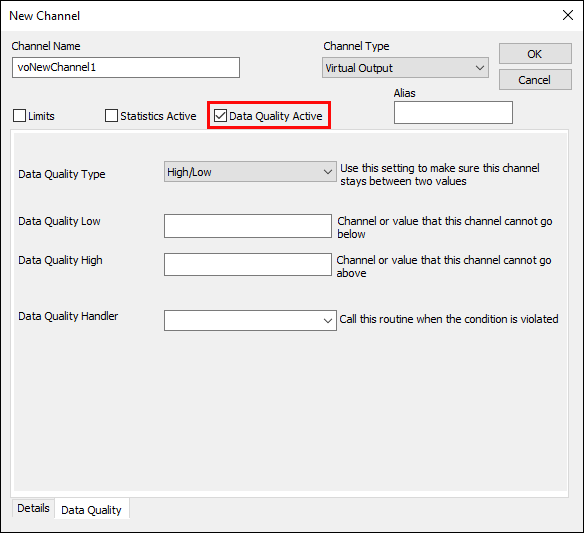 New Channel
Channel Name
Channel Type
voNewChannel1
Virtual Output
OK
Cancel
Alias
Limits
Statistics Active
Data Quality Active
Data Quality Type
High/Low
Use this setting to make sure this channel
stays between two values
Data Quality Low
Channel or value that this channel cannot go
below
Data Quality High
Channel or value that this channel cannot go
above
Data Quality Handler
Call this routine when the condition is violated
Details
Data Quality